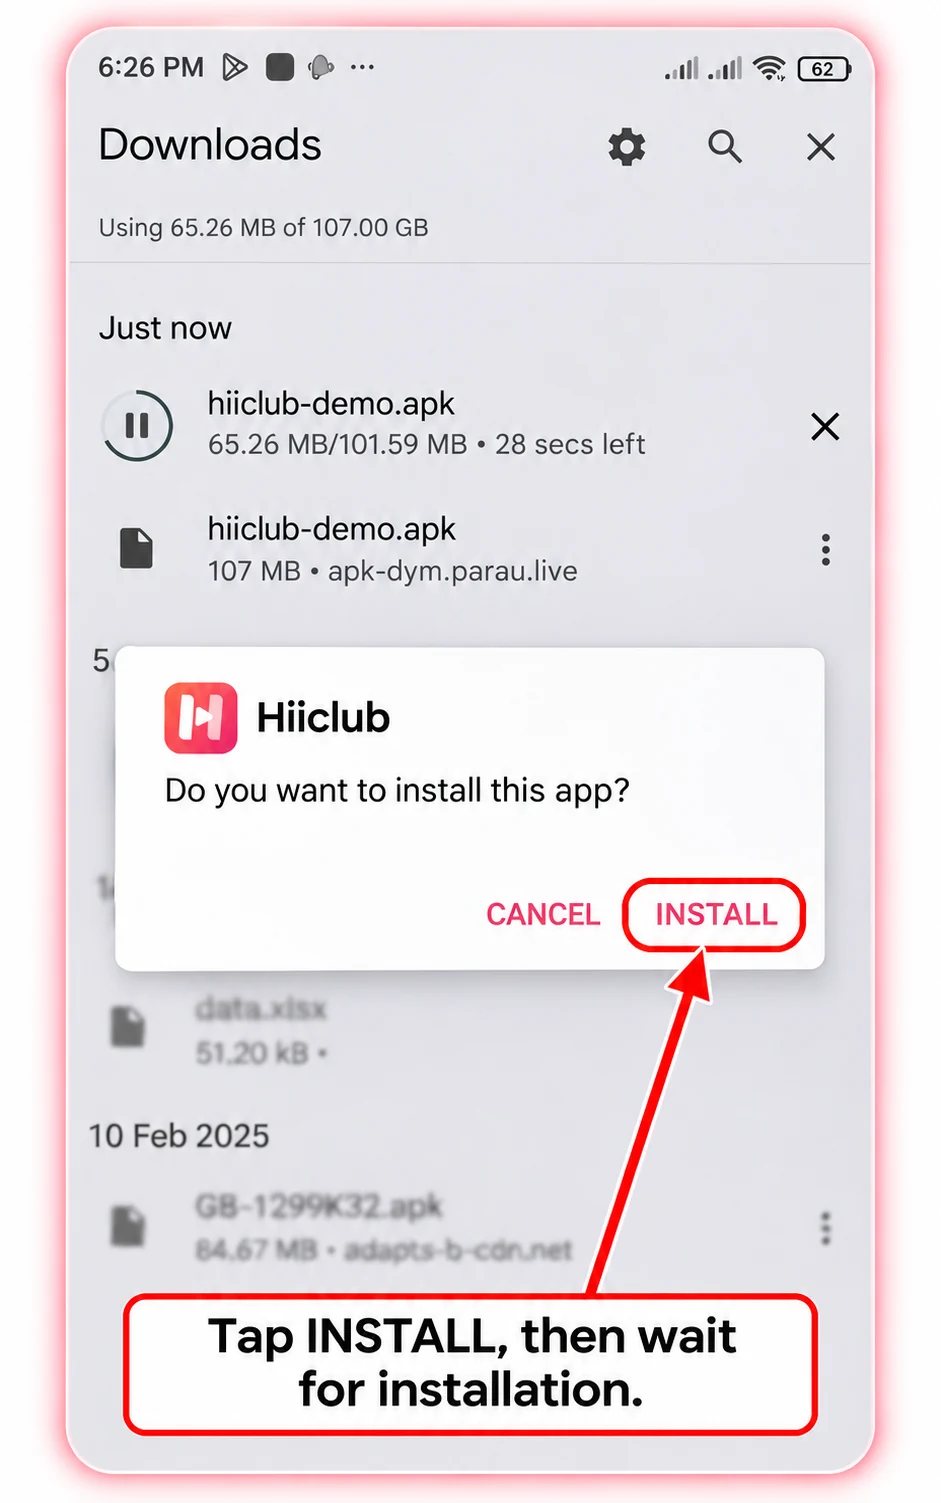 6:26 PM
62
Downloads
Using 65.26 MB of 107.00 GB
Just now
hiiclub-demo.apk
65.26 MB/101.59 MB • 28 secs left
hiiclub-demo.apk
107 MB • apk-dym.parau.live
5
Hiiclub
Do you want to install this app?
CANCEL
INSTALL
data.xlsx
51.20 kB •
10 Feb 2025
GB-1299K32.apk
84.67 MB • adapts-b-cdn.net
Tap INSTALL, then wait
for installation.